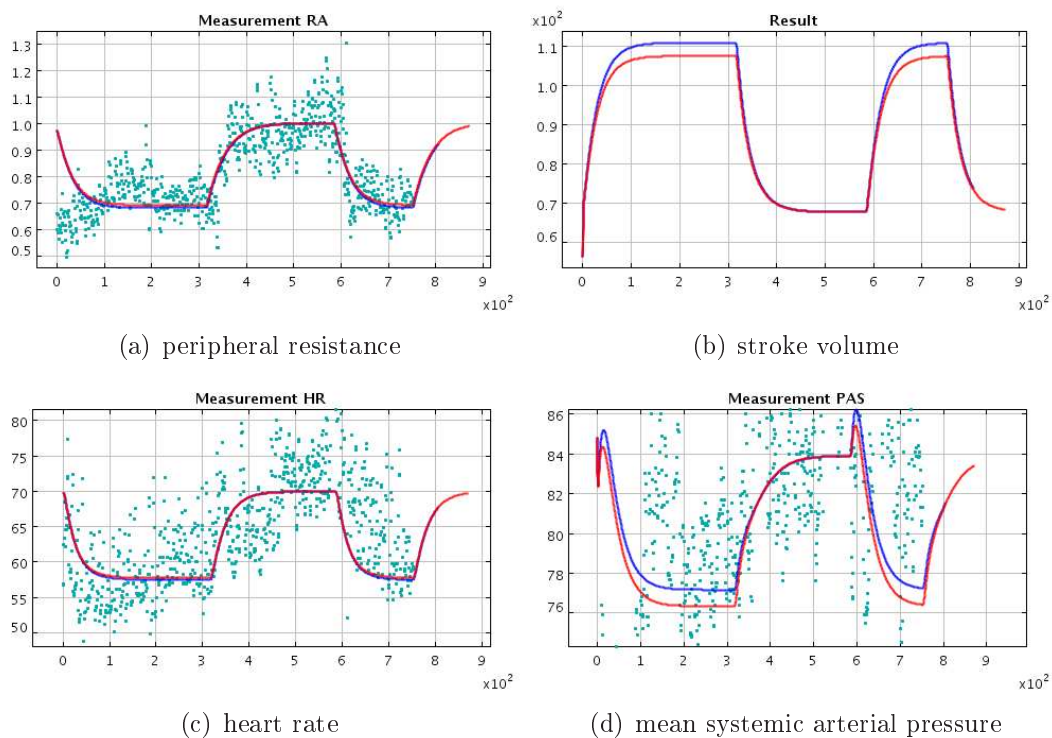 Measurement RA
1.3
1.2
1.1
1.0
0.9
0.8
0.7
0.6
0.5
0 1 2 3 4 5 6 7 8 9
x10²
(a) peripheral resistance
x10² Result
1.1
0.1
0.9
0.8
0.7
0.6
0 1 2 3 4 5 6 7 8 9
x10²
(b) stroke volume
Measurement HR
80
75
70
65
60
55
50
0 1 2 3 4 5 6 7 8 9
x10²
(c) heart rate
Measurement PAS
86
84
82
80
78
76
0 1 2 3 4 5 6 7 8 9
x10²
(d) mean systemic arterial pressure